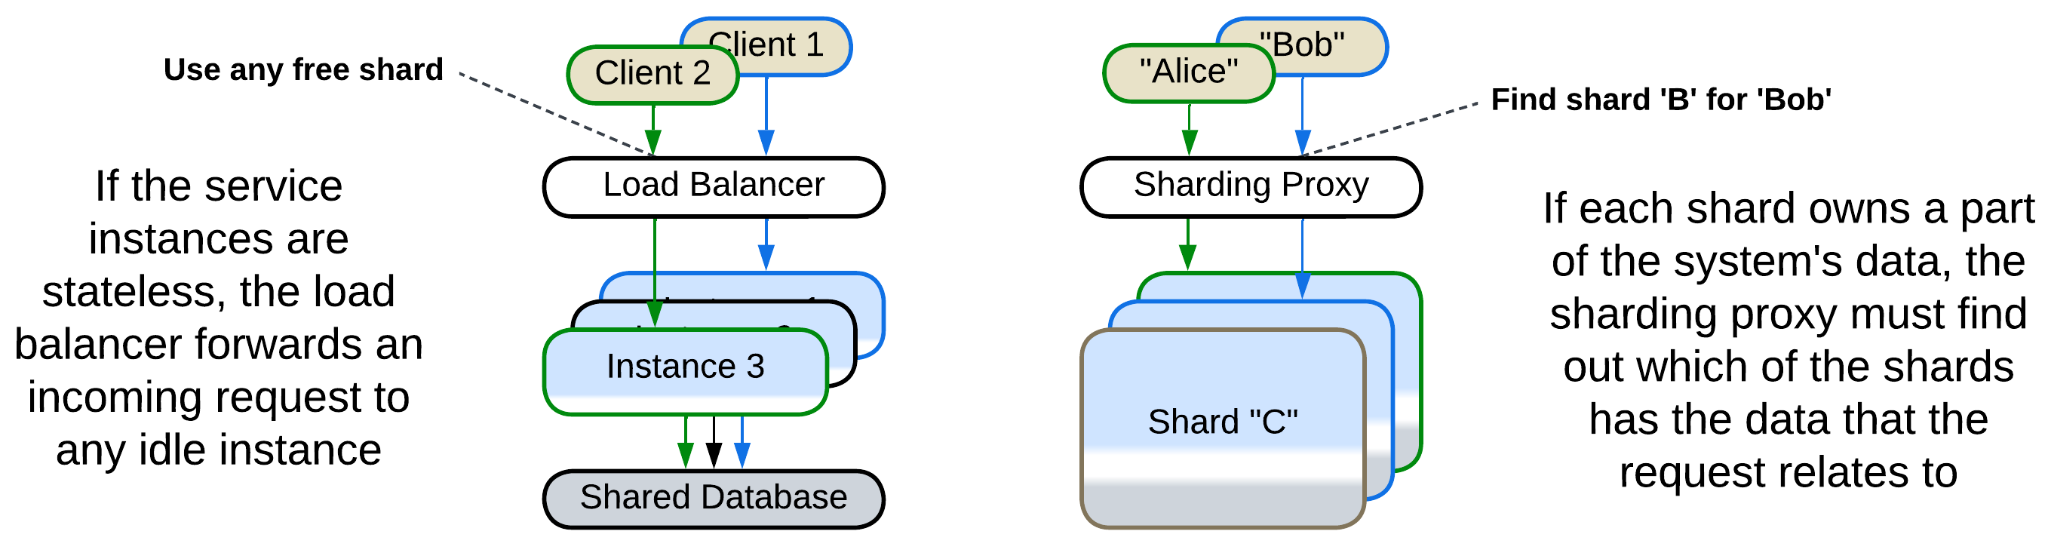 Use any free shard
Client 1
Client 2
Load Balancer
Instance 3
Shared Database
If the service
instances are
stateless, the load
balancer forwards an
incoming request to
any idle instance
"Bob"
"Alice"
Find shard 'B' for 'Bob'
Sharding Proxy
Shard "C"
If each shard owns a part
of the system's data, the
sharding proxy must find
out which of the shards
has the data that the
request relates to